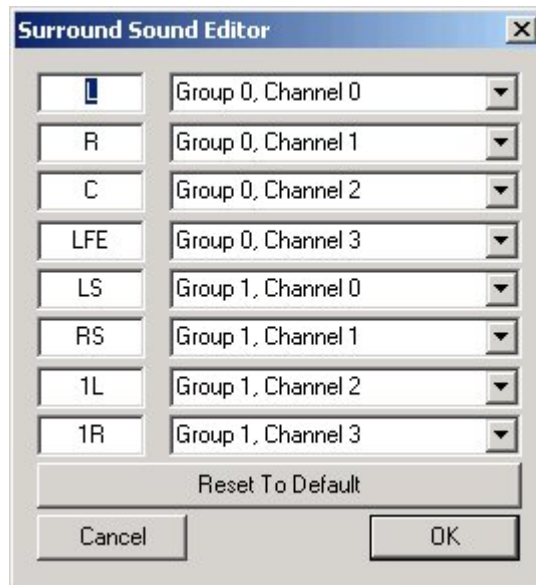 Surround Sound Editor
L Group 0, Channel 0
R Group 0, Channel 1
C Group 0, Channel 2
LFE Group 0, Channel 3
LS Group 1, Channel 0
RS Group 1, Channel 1
1L Group 1, Channel 2
1R Group 1, Channel 3
Reset To Default
Cancel OK